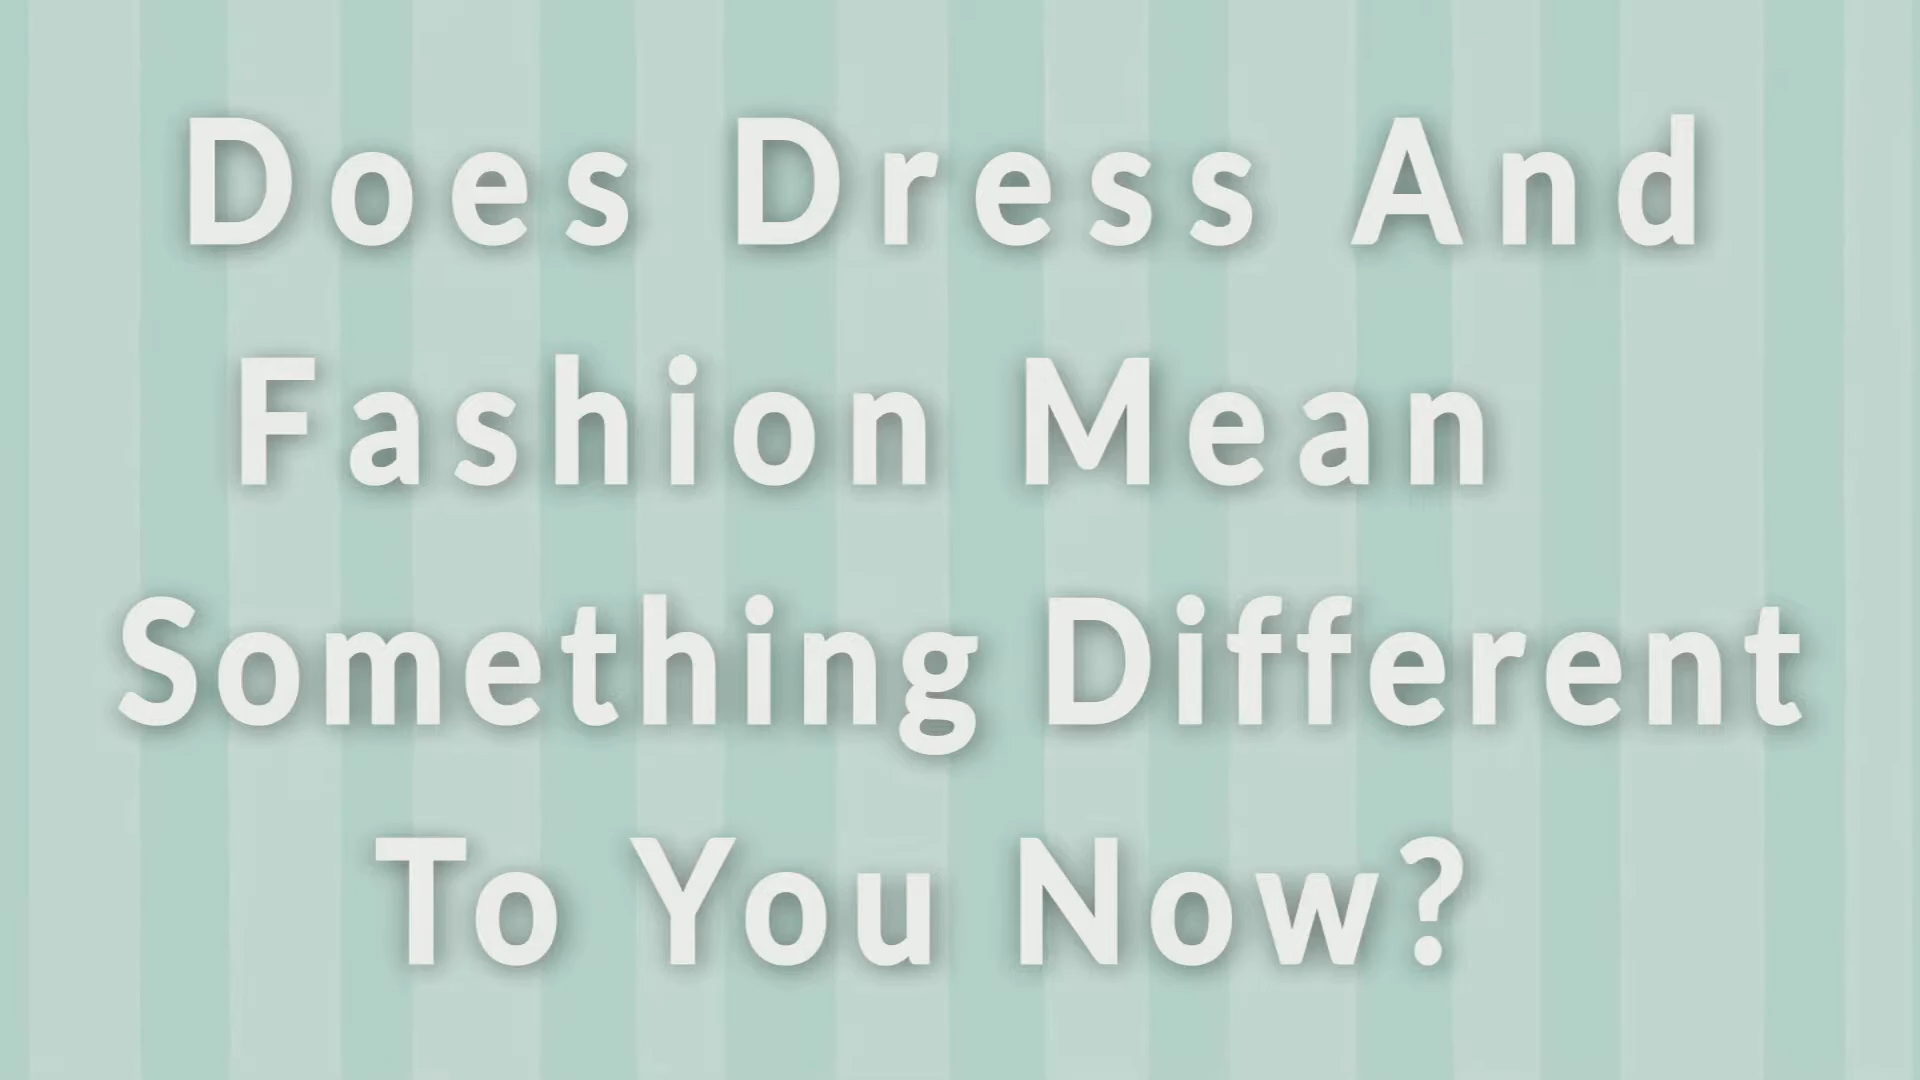 Does Dress And
Fashion Mean
Something Different
To You Now?